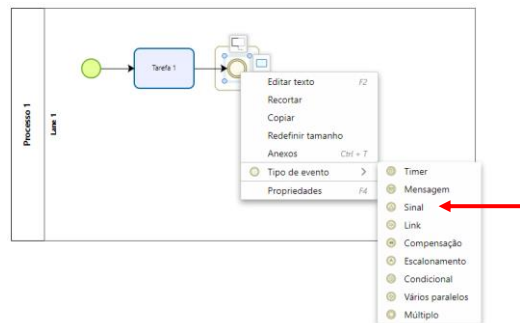 Processo 1
Lane 1
Tarefa 1
Editar texto F2
Recortar
Copiar
Redefinir tamanho
Anexos Ctrl + T
Tipo de evento
Propriedades F4
Timer
Mensagem
Sinal
Link
Compensação
Escalonamento
Condicional
Vários paralelos
Múltiplo